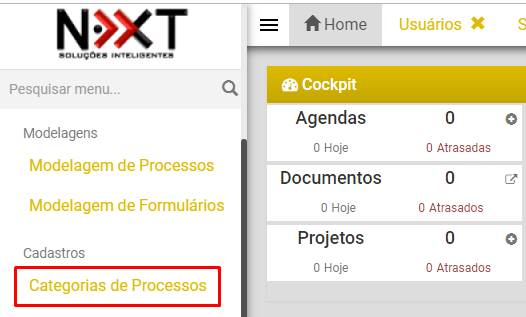 NXXT
SOLUÇÕES INTELIGENTES
Pesquisar menu...
Modelagens
Modelagem de Processos
Modelagem de Formulários
Cadastros
Categorias de Processos
Home
Usuários
S
Cockpit
Agendas 0
0 Hoje 0 Atrasadas
Documentos 0
0 Hoje 0 Atrasados
Projetos 0
0 Hoje 0 Atrasados